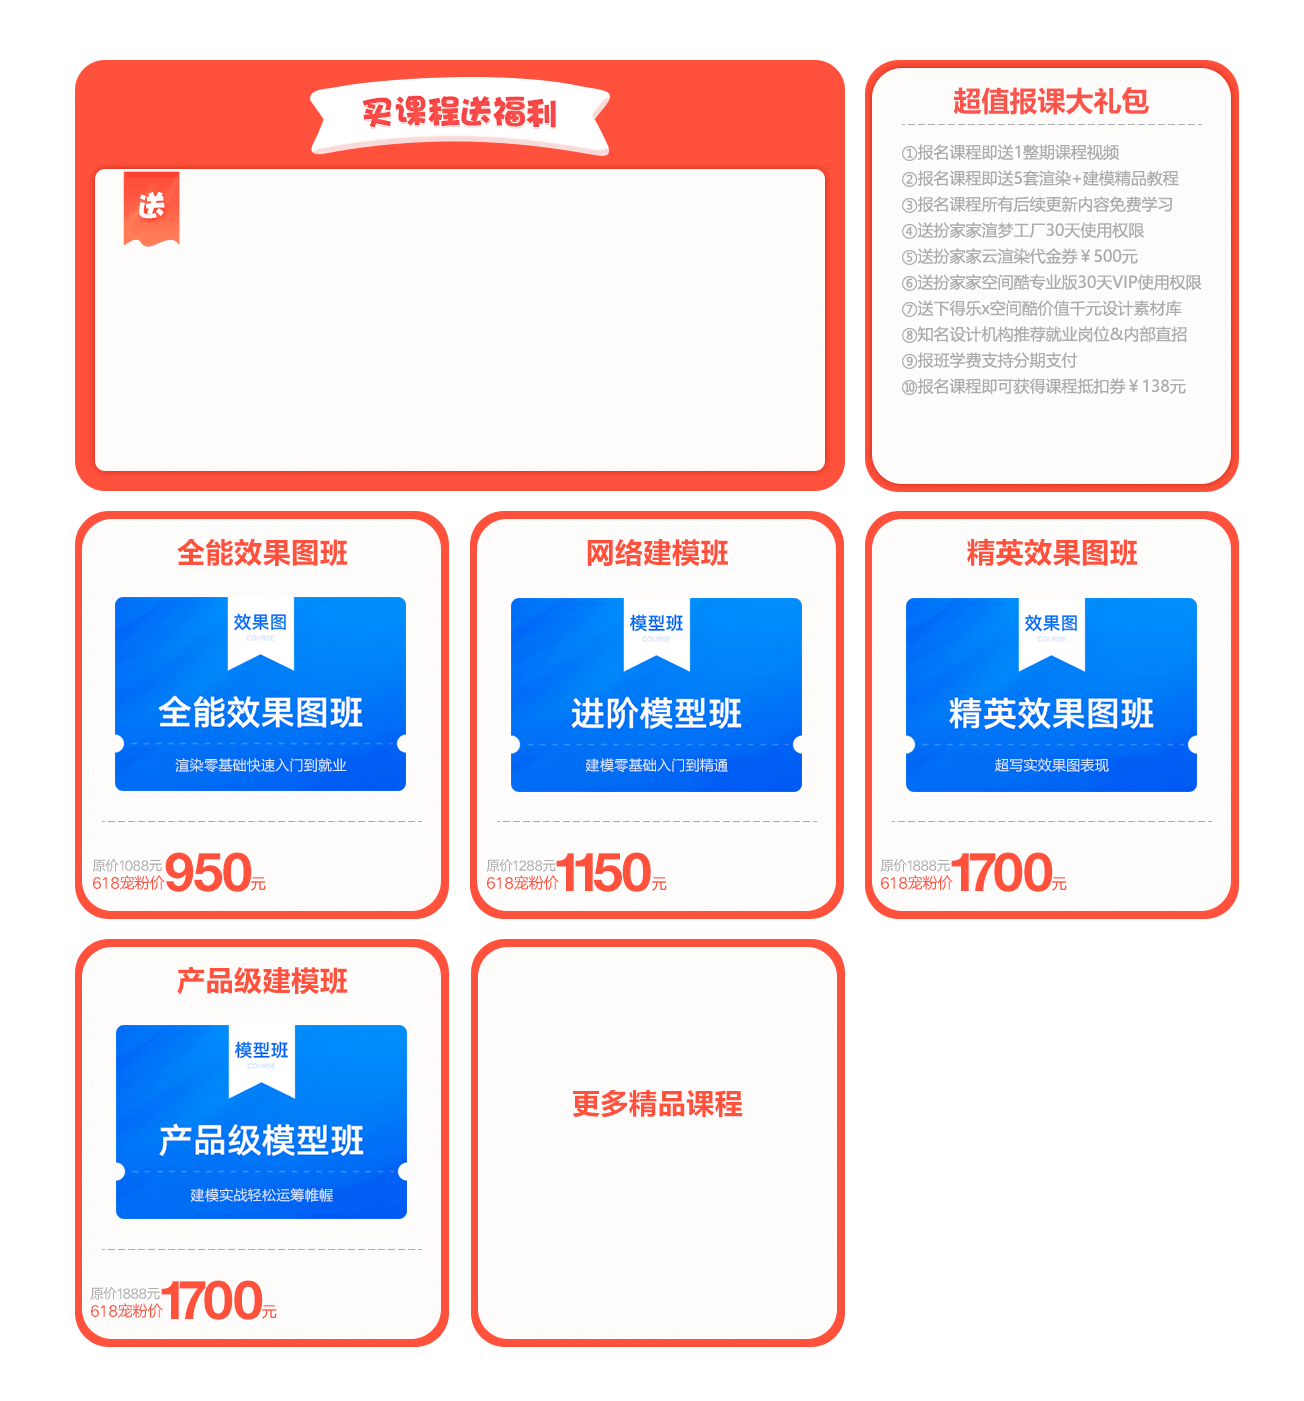 买课程送福利
送
超值报课大礼包
①报名课程即送1整期课程视频
②报名课程即送5套渲染+建模精品教程
③报名课程所有后续更新内容免费学习
④送扮家家渲梦工厂30天使用权限
⑤送扮家家云渲染代金券￥500元
⑥送扮家家空间酷专业版30天VIP使用权限
⑦送下得乐x空间酷价值千元设计素材库
⑧知名设计机构推荐就业岗位&内部直招
⑨报班学费支持分期支付
⑩报名课程即可获得课程抵扣券￥138元
全能效果图班
效果图
COURSE
全能效果图班
渲染零基础快速入门到就业
原价1088元
618宠粉价950元
网络建模班
模型班
COURSE
进阶模型班
建模零基础入门到精通
原价1288元
618宠粉价1150元
精英效果图班
效果图
COURSE
精英效果图班
超写实效果图表现
原价1888元
618宠粉价1700元
产品级建模班
模型班
COURSE
产品级模型班
建模实战轻松运筹帷幄
原价1888元
618宠粉价1700元
更多精品课程